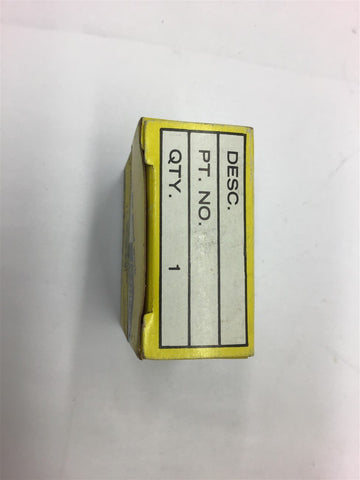 DESC.
PT. NO.
QTY. 1